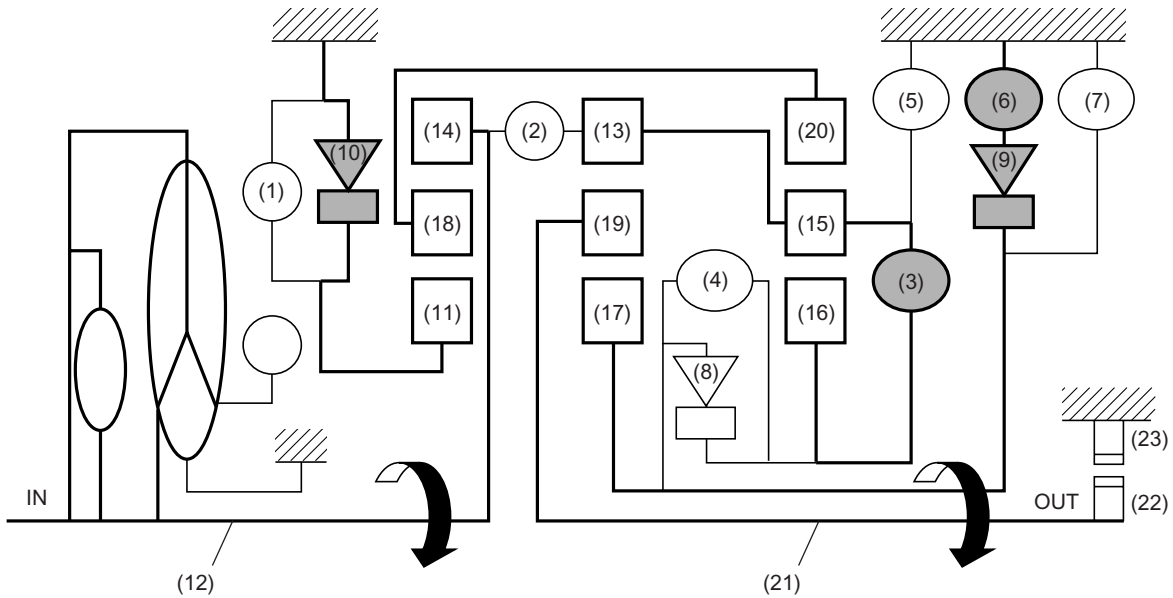 (5) (6) (7)
(14) (2) (13) (20)
(10) (9)
(1)
(18) (19) (15)
(4) (3)
(11) (17) (16)
(8)
(23)
IN OUT (22)
(12) (21)